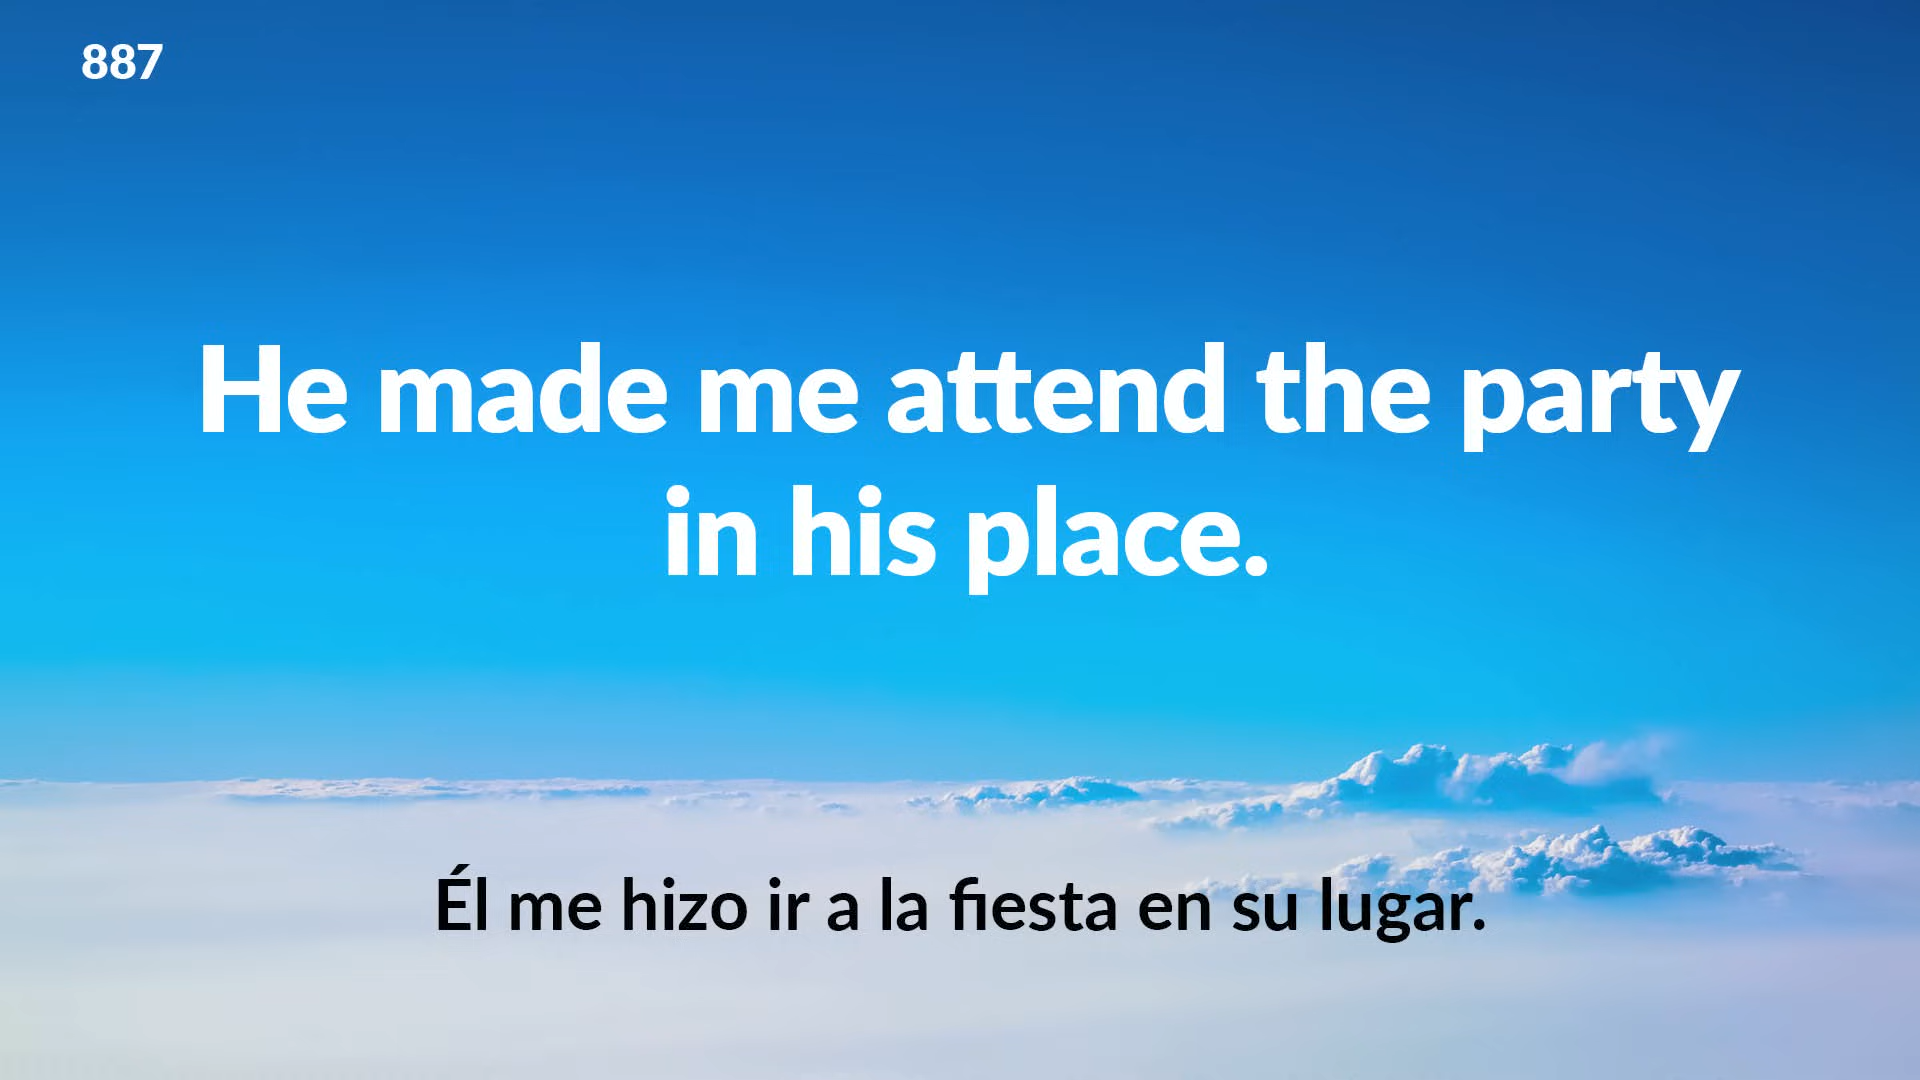 887
He made me attend the party
in his place.
Él me hizo ir a la fiesta en su lugar.